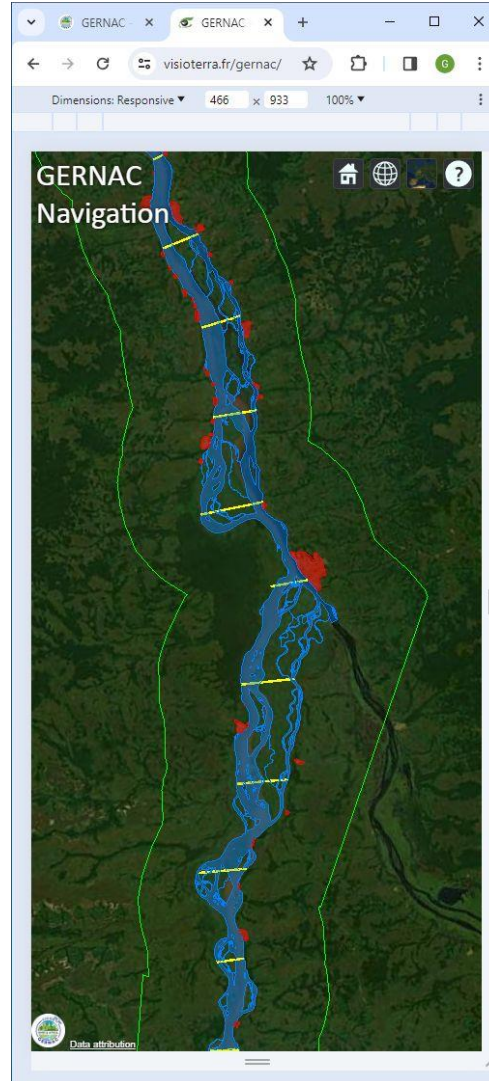 GERNAC -
GERNAC
visioterra.fr/gernac/
G
Dimensions: Responsive
466 x 933
100%
GERNAC
Navigation
?
Data attribution